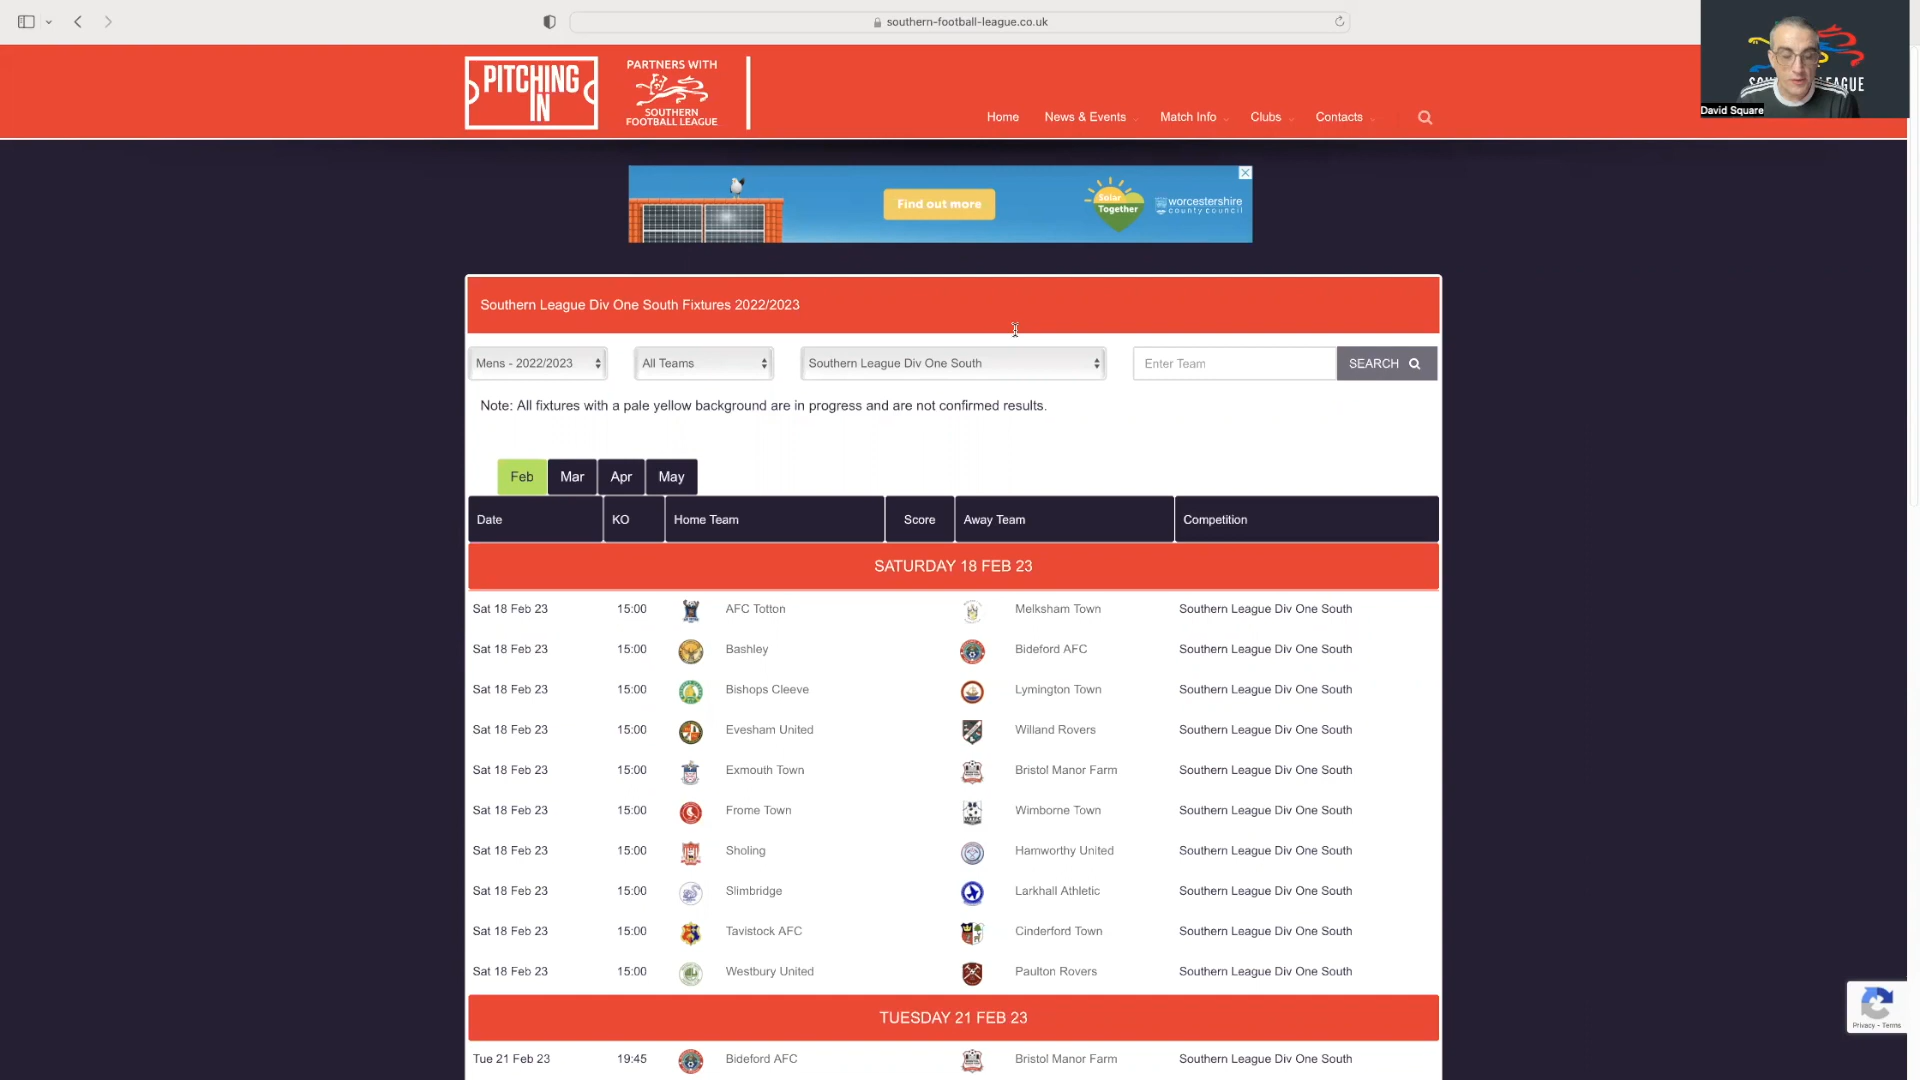 southern-football-league.co.uk
PITCHING IN
PARTNERS WITH
SOUTHERN
FOOTBALL LEAGUE
Home News & Events Match Info Clubs Contacts
David Square
Find out more
Solar
Together
worcestershire
county council
Southern League Div One South Fixtures 2022/2023
Mens - 2022/2023 All Teams Southern League Div One South Enter Team SEARCH
Note: All fixtures with a pale yellow background are in progress and are not confirmed results.
Feb Mar Apr May
Date KO Home Team Score Away Team Competition
SATURDAY 18 FEB 23
Sat 18 Feb 23 15:00 AFC Totton Melksham Town Southern League Div One South
Sat 18 Feb 23 15:00 Bashley Bideford AFC Southern League Div One South
Sat 18 Feb 23 15:00 Bishops Cleeve Lymington Town Southern League Div One South
Sat 18 Feb 23 15:00 Evesham United Willand Rovers Southern League Div One South
Sat 18 Feb 23 15:00 Exmouth Town Bristol Manor Farm Southern League Div One South
Sat 18 Feb 23 15:00 Frome Town Wimborne Town Southern League Div One South
Sat 18 Feb 23 15:00 Sholing Hamworthy United Southern League Div One South
Sat 18 Feb 23 15:00 Slimbridge Larkhall Athletic Southern League Div One South
Sat 18 Feb 23 15:00 Tavistock AFC Cinderford Town Southern League Div One South
Sat 18 Feb 23 15:00 Westbury United Paulton Rovers Southern League Div One South
TUESDAY 21 FEB 23
Tue 21 Feb 23 19:45 Bideford AFC Bristol Manor Farm Southern League Div One South
Privacy - Terms